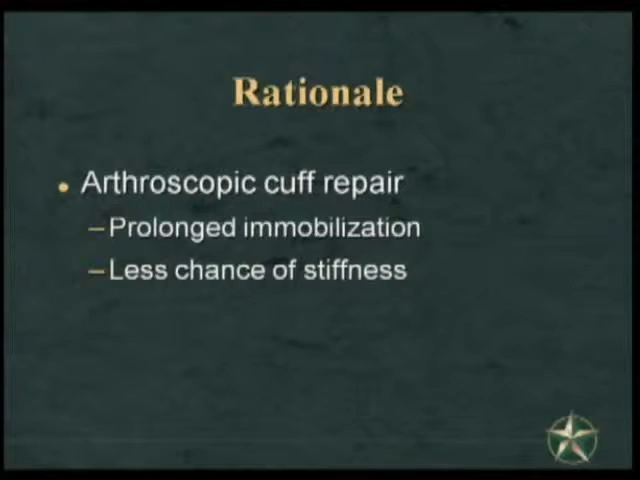 Rationale
• Arthroscopic cuff repair
–Prolonged immobilization
–Less chance of stiffness